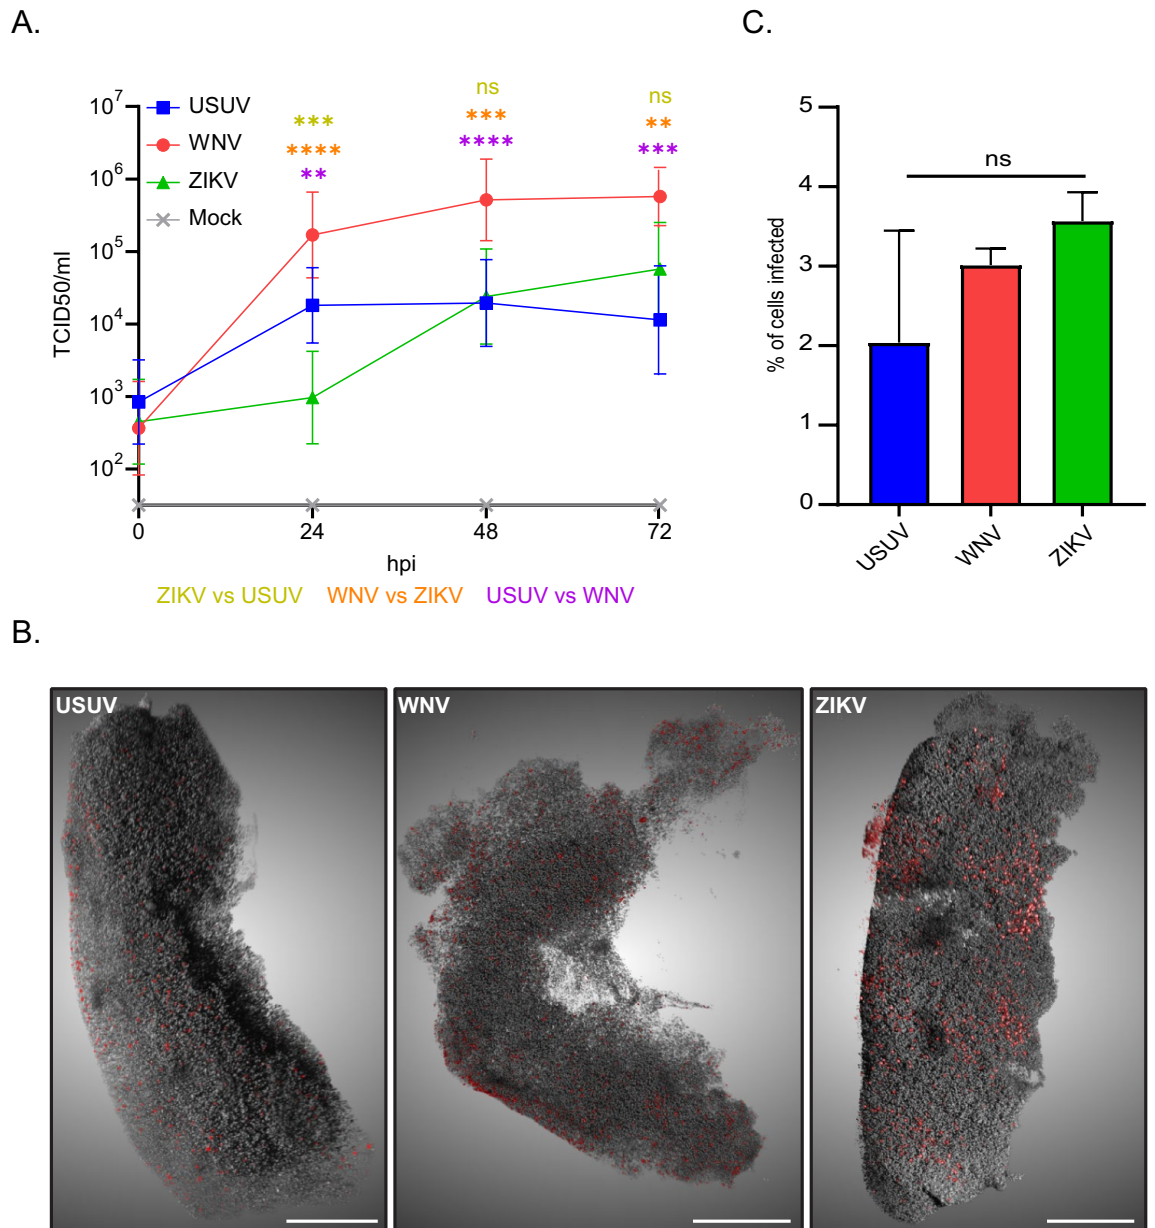 A.
USUV
WNV
ZIKV
Mock
10^7
10^6
10^5
10^4
10^3
10^2
TCID50/ml
***
****
**
ns
***
****
ns
**
***
0 24 48 72
hpi
ZIKV vs USUV WNV vs ZIKV USUV vs WNV
C.
5
4
3
2
1
0
% of cells infected
ns
USUV WNV ZIKV
B.
USUV WNV ZIKV